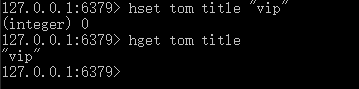 127.0.0.1:6379> hset tom title "vip"
(integer) 0
127.0.0.1:6379> hget tom title
"vip"
127.0.0.1:6379>